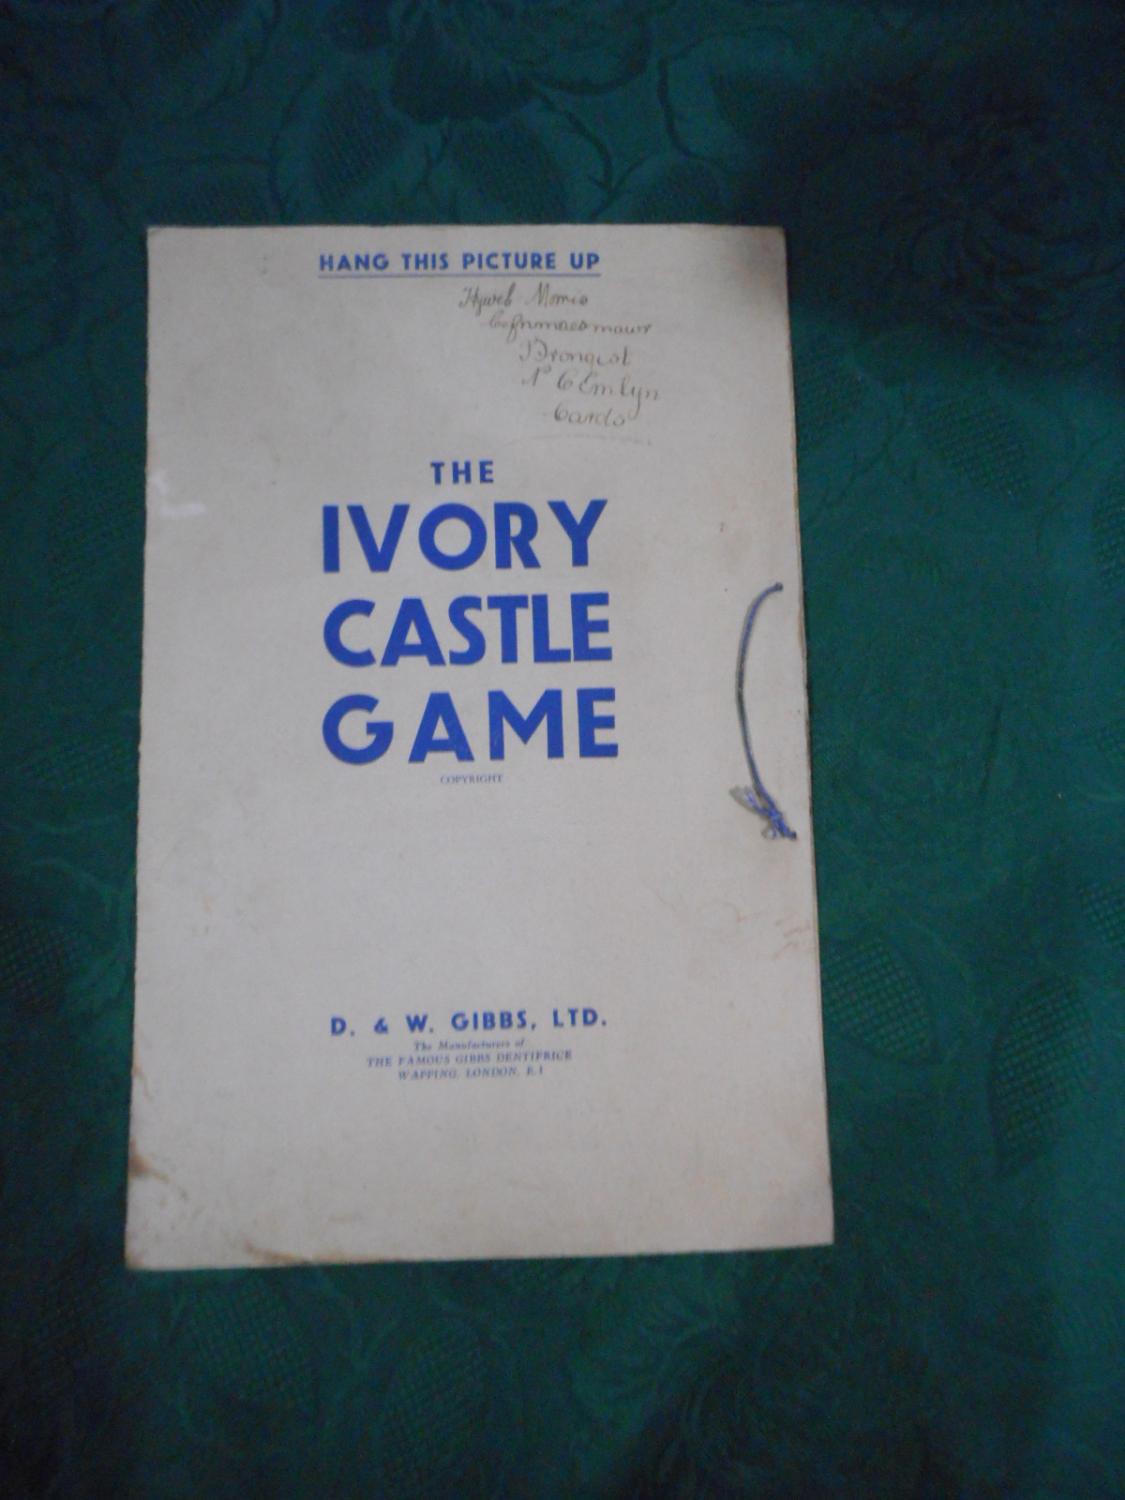 HANG THIS PICTURE UP
Hywel Morris
Cefnmaesmawr
Brongest
N C Emlyn
Cards
THE
IVORY
CASTLE
GAME
COPYRIGHT
D. & W. GIBBS, LTD.
The Manufacturers of
THE FAMOUS GIBBS DENTIFRICE
WAPPING, LONDON, E.1